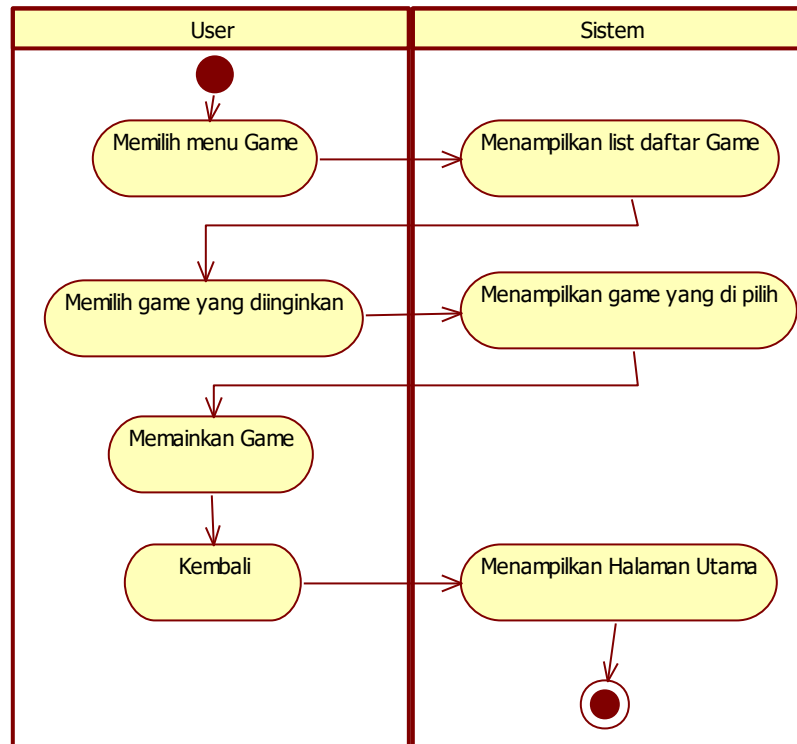 User
Sistem
Memilih menu Game
Menampilkan list daftar Game
Memilih game yang diinginkan
Menampilkan game yang di pilih
Memainkan Game
Kembali
Menampilkan Halaman Utama